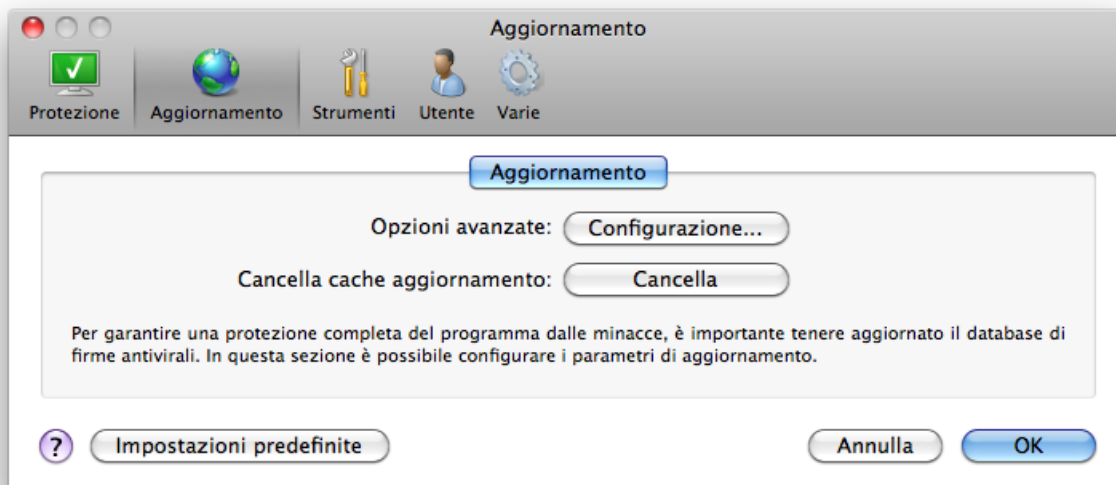 Aggiornamento
Protezione Aggiornamento Strumenti Utente Varie
Aggiornamento
Opzioni avanzate: Configurazione...
Cancella cache aggiornamento: Cancella
Per garantire una protezione completa del programma dalle minacce, è importante tenere aggiornato il database di
firme antivirali. In questa sezione è possibile configurare i parametri di aggiornamento.
? Impostazioni predefinite Annulla OK